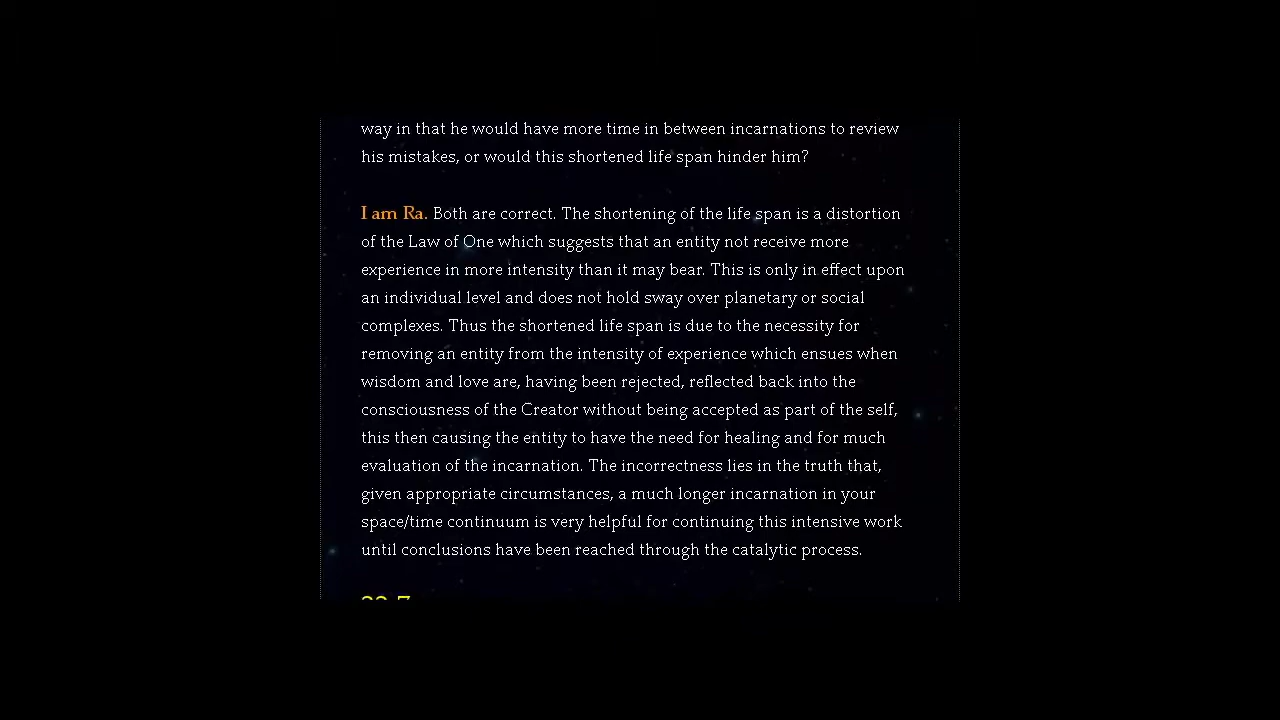 way in that he would have more time in between incarnations to review
his mistakes, or would this shortened life span hinder him?
I am Ra. Both are correct. The shortening of the life span is a distortion
of the Law of One which suggests that an entity not receive more
experience in more intensity than it may bear. This is only in effect upon
an individual level and does not hold sway over planetary or social
complexes. Thus the shortened life span is due to the necessity for
removing an entity from the intensity of experience which ensues when
wisdom and love are, having been rejected, reflected back into the
consciousness of the Creator without being accepted as part of the self,
this then causing the entity to have the need for healing and for much
evaluation of the incarnation. The incorrectness lies in the truth that,
given appropriate circumstances, a much longer incarnation in your
space/time continuum is very helpful for continuing this intensive work
until conclusions have been reached through the catalytic process.